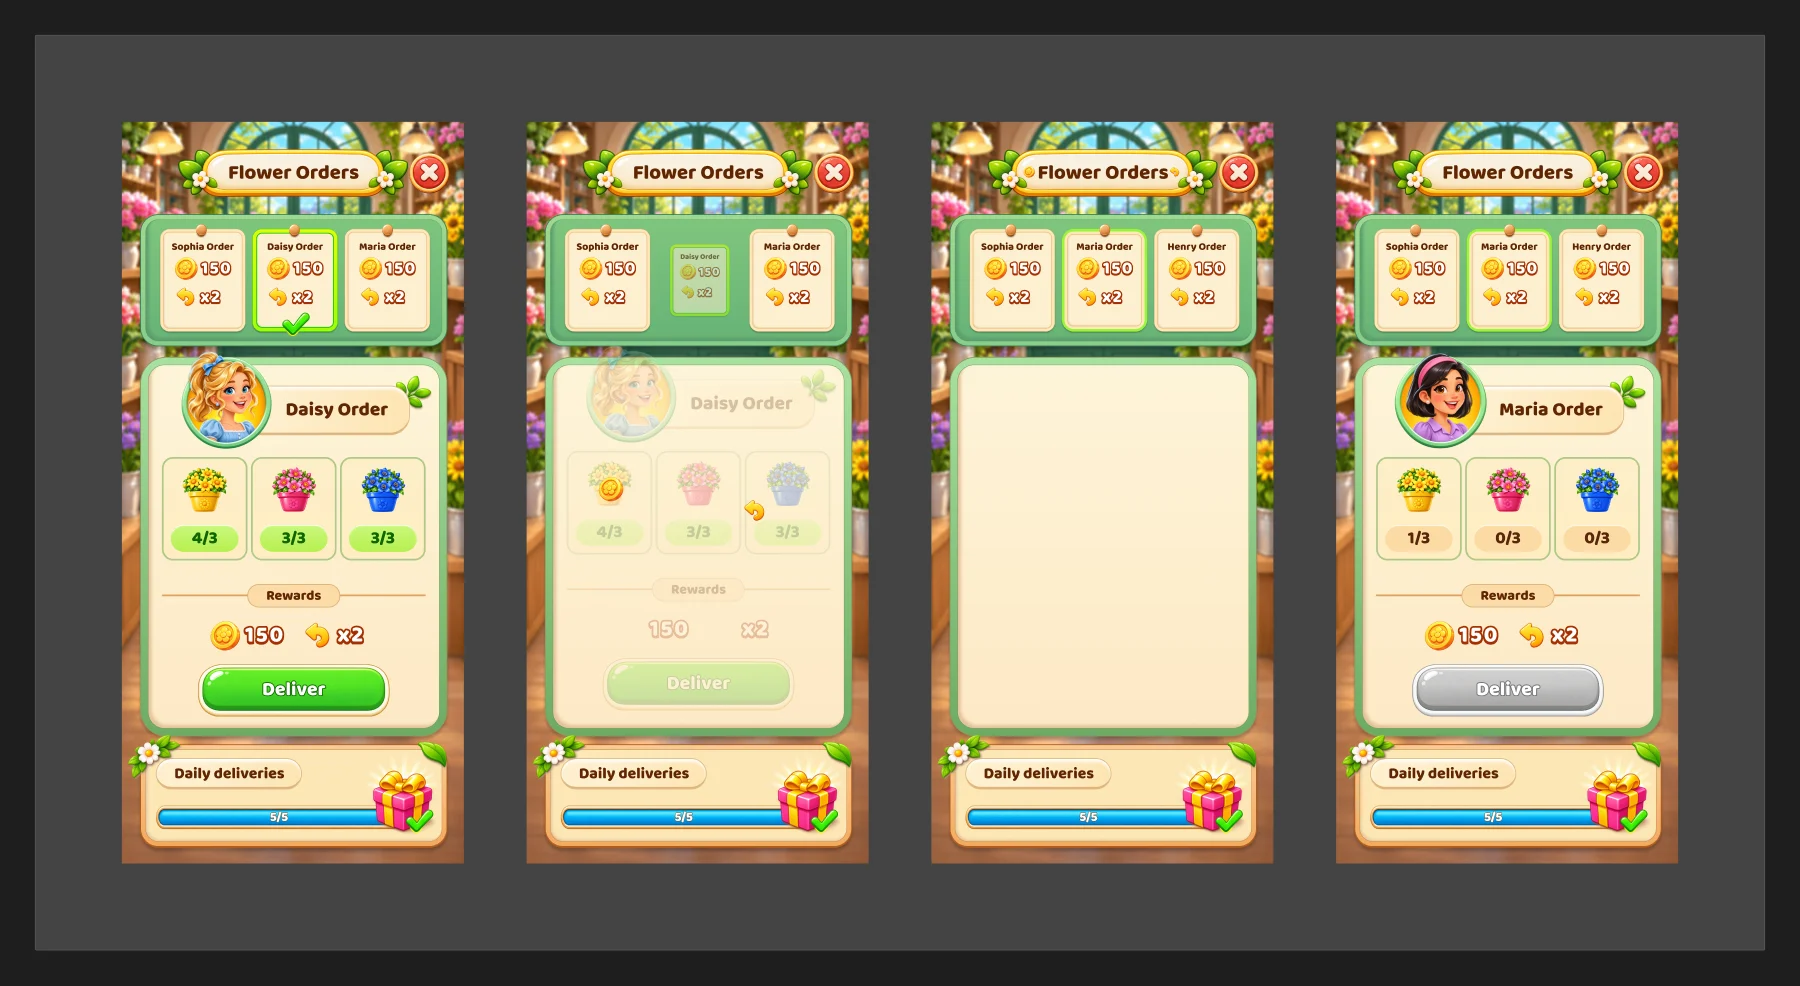 Flower Orders
Sophia Order
150
x2
Daisy Order
150
x2
Maria Order
150
x2
Daisy Order
4/3
3/3
3/3
Rewards
150
x2
Deliver
Daily deliveries
5/5
Flower Orders
Sophia Order
150
x2
Daisy Order
150
x2
Maria Order
150
x2
Daisy Order
4/3
3/3
3/3
Rewards
150
x2
Deliver
Daily deliveries
5/5
Flower Orders
Sophia Order
150
x2
Maria Order
150
x2
Henry Order
150
x2
Daily deliveries
5/5
Flower Orders
Sophia Order
150
x2
Maria Order
150
x2
Henry Order
150
x2
Maria Order
1/3
0/3
0/3
Rewards
150
x2
Deliver
Daily deliveries
5/5